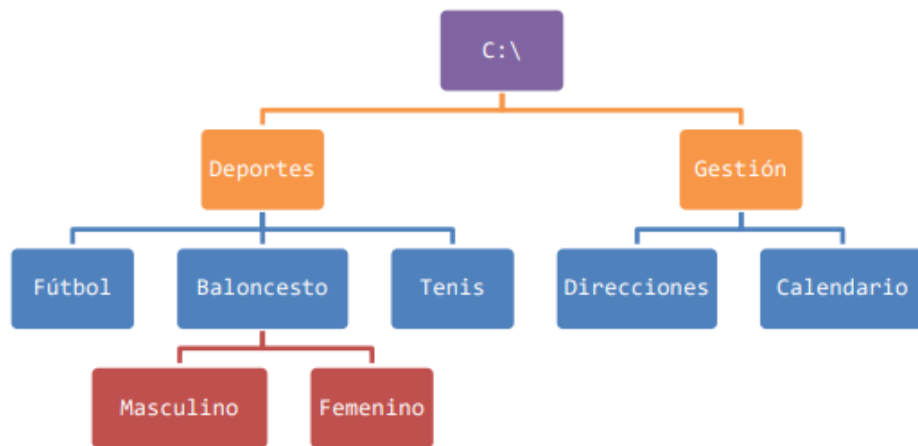 C:\
Deportes
Gestión
Fútbol
Baloncesto
Tenis
Direcciones
Calendario
Masculino
Femenino